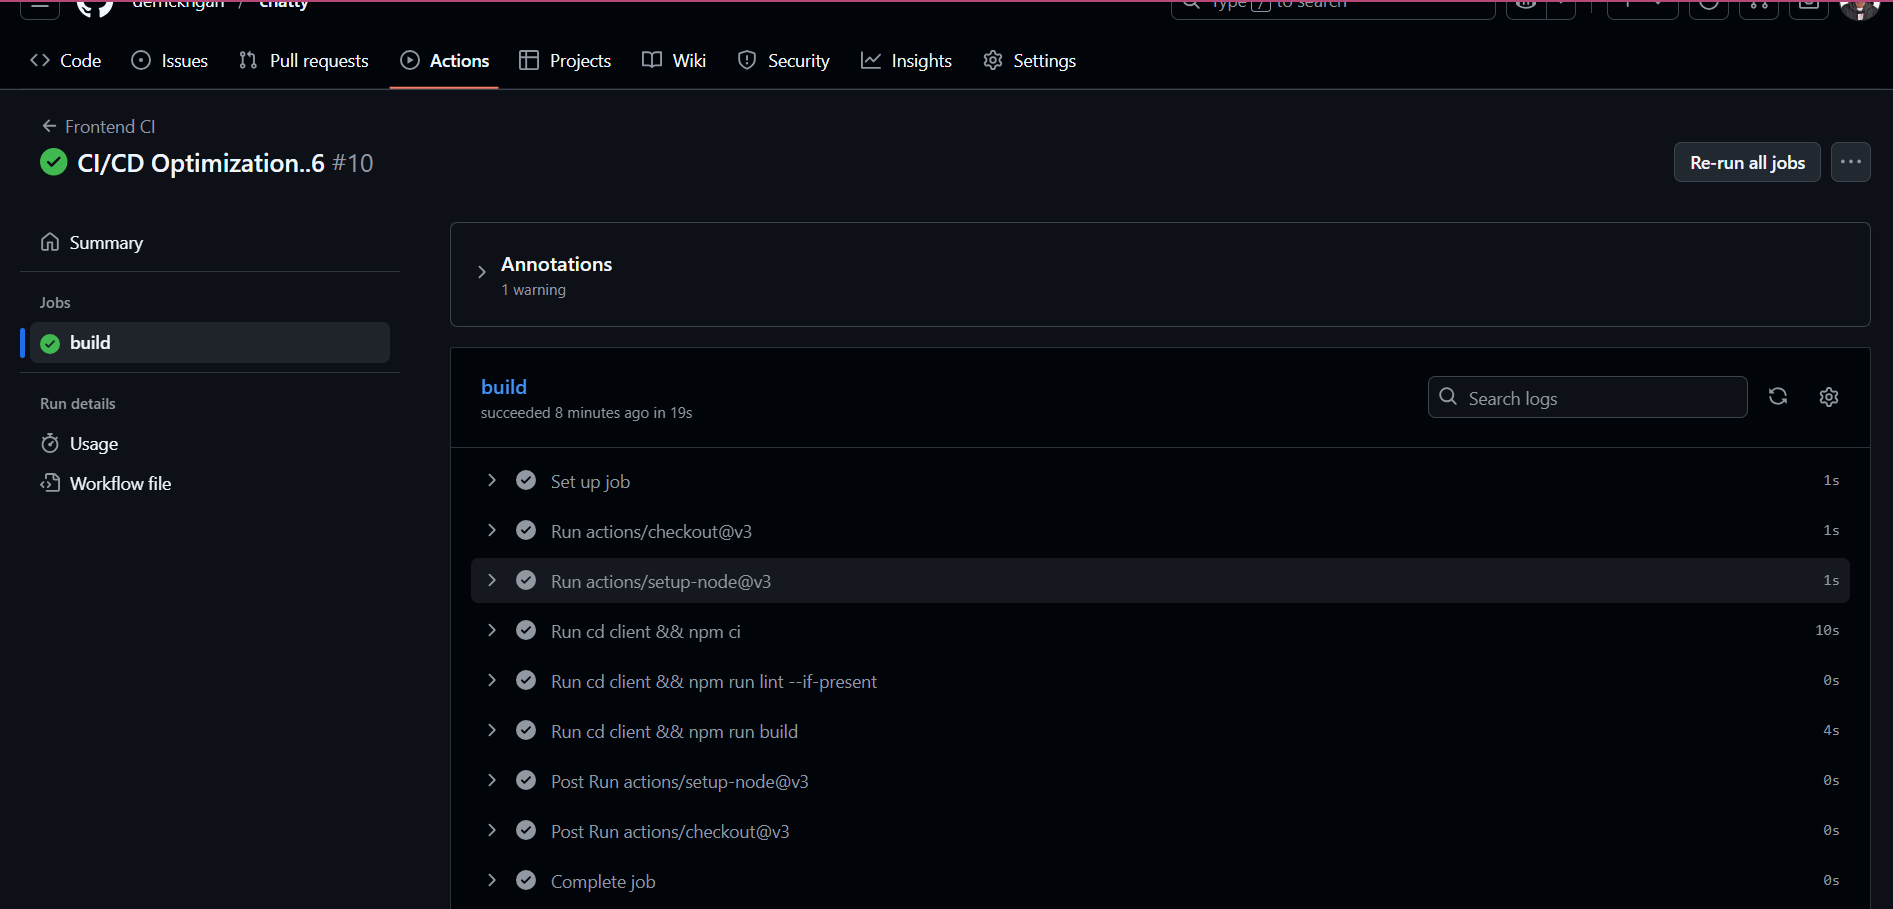 chatty
Type / to search
Code Issues Pull requests Actions Projects Wiki Security Insights Settings
Frontend CI
CI/CD Optimization..6 #10
Re-run all jobs
Summary
Jobs
build
Run details
Usage
Workflow file
Annotations
1 warning
build
succeeded 8 minutes ago in 19s
Search logs
Set up job 1s
Run actions/checkout@v3 1s
Run actions/setup-node@v3 1s
Run cd client && npm ci 10s
Run cd client && npm run lint --if-present 0s
Run cd client && npm run build 4s
Post Run actions/setup-node@v3 0s
Post Run actions/checkout@v3 0s
Complete job 0s